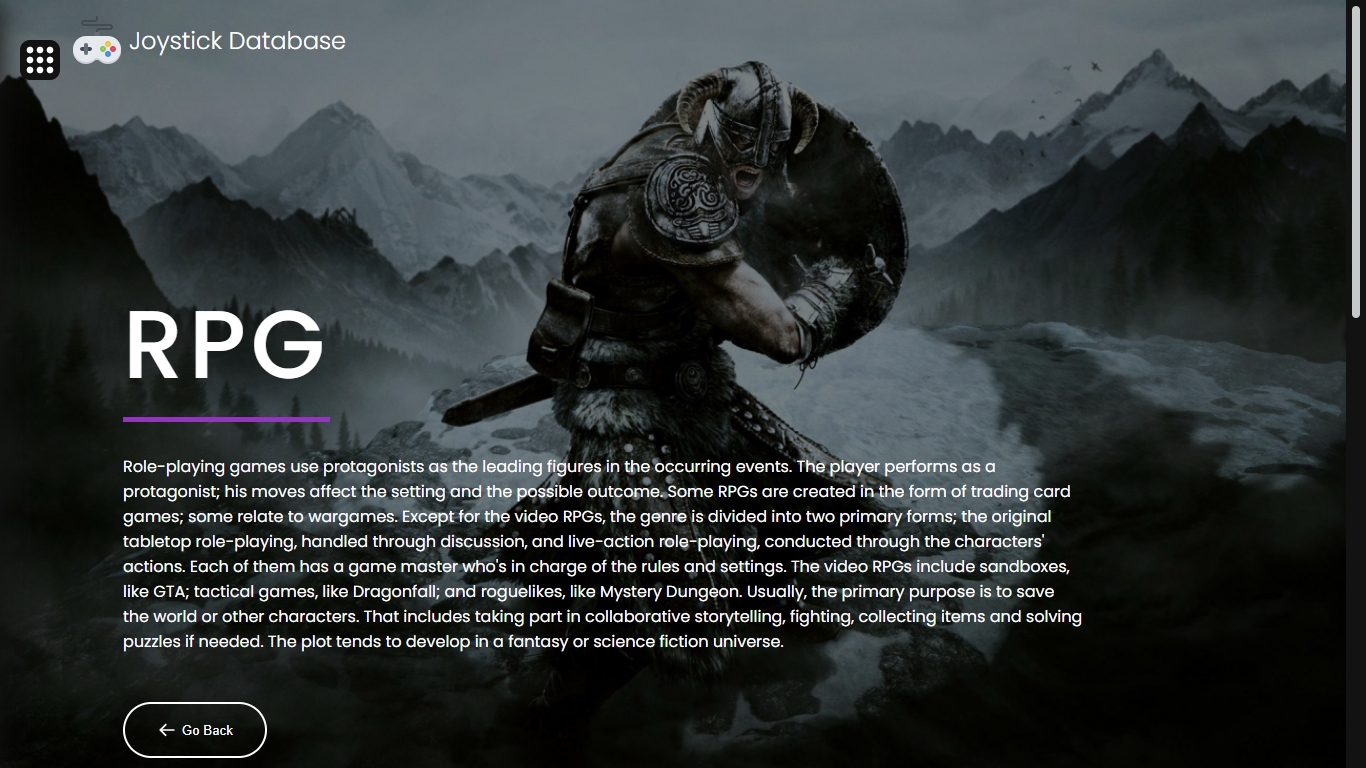 Joystick Database
RPG
Role-playing games use protagonists as the leading figures in the occurring events. The player performs as a
protagonist; his moves affect the setting and the possible outcome. Some RPGs are created in the form of trading card
games; some relate to wargames. Except for the video RPGs, the genre is divided into two primary forms; the original
tabletop role-playing, handled through discussion, and live-action role-playing, conducted through the characters'
actions. Each of them has a game master who's in charge of the rules and settings. The video RPGs include sandboxes,
like GTA; tactical games, like Dragonfall; and roguelikes, like Mystery Dungeon. Usually, the primary purpose is to save
the world or other characters. That includes taking part in collaborative storytelling, fighting, collecting items and solving
puzzles if needed. The plot tends to develop in a fantasy or science fiction universe.
Go Back